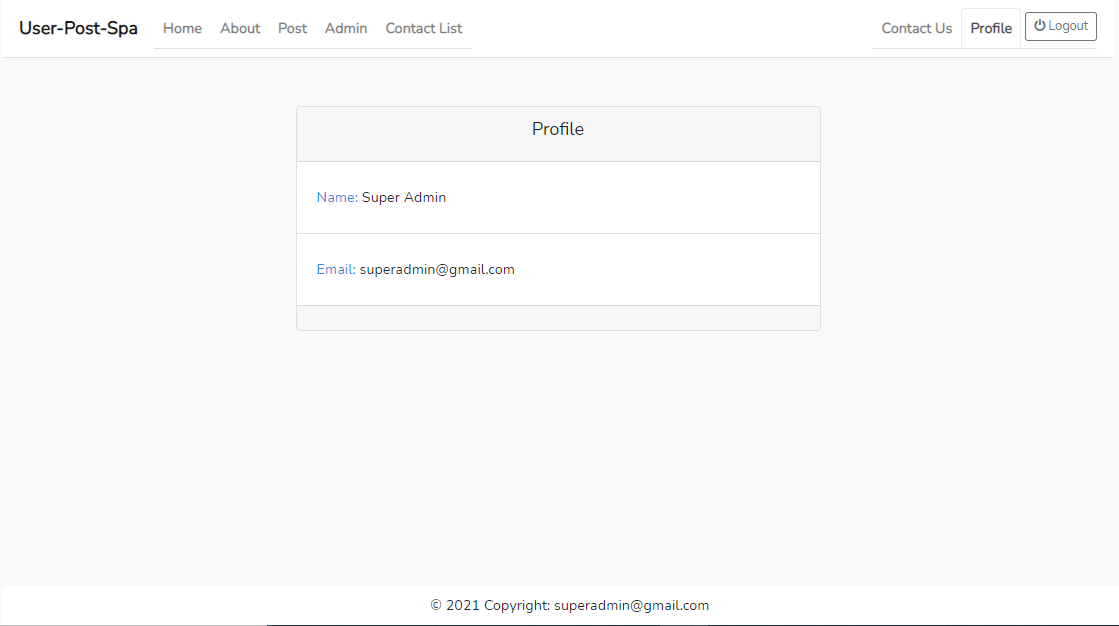 User-Post-Spa Home About Post Admin Contact List Contact Us Profile Logout
Profile
Name: Super Admin
Email: superadmin@gmail.com
© 2021 Copyright: superadmin@gmail.com